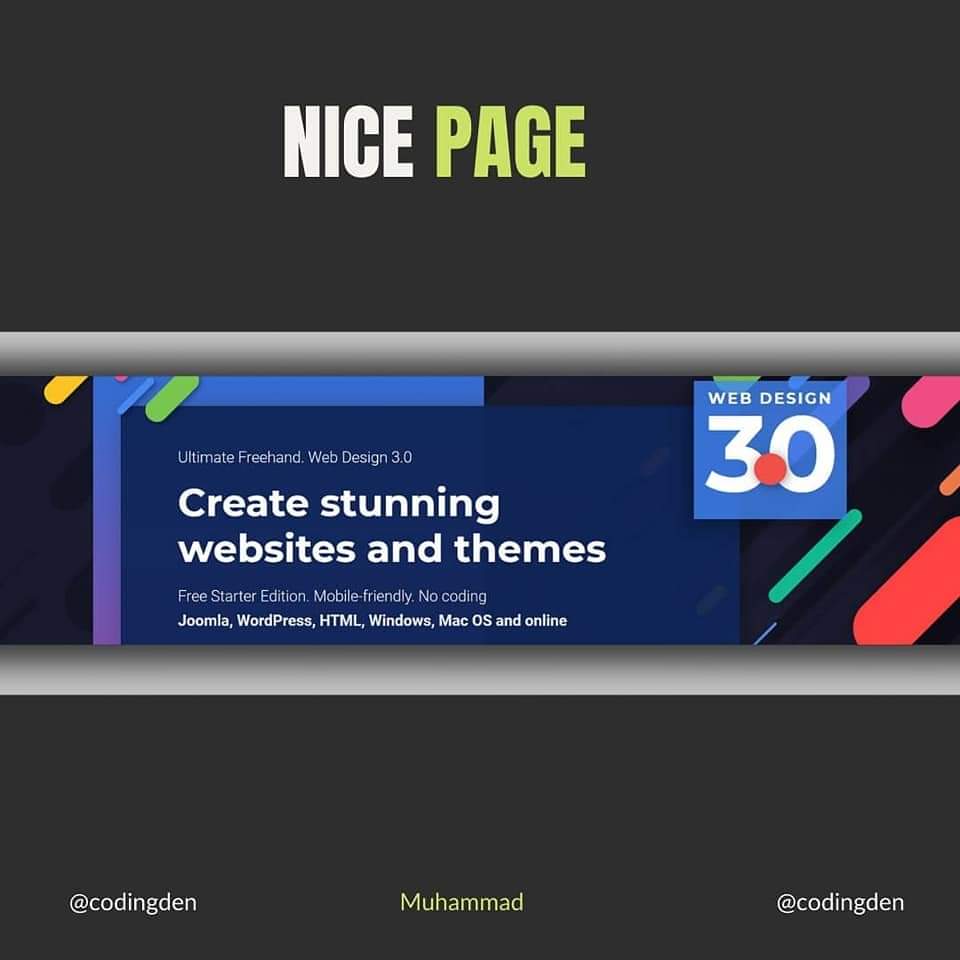 NICE PAGE
WEB DESIGN
3.0
Ultimate Freehand. Web Design 3.0
Create stunning
websites and themes
Free Starter Edition. Mobile-friendly. No coding
Joomla, WordPress, HTML, Windows, Mac OS and online
@codingden
Muhammad
@codingden